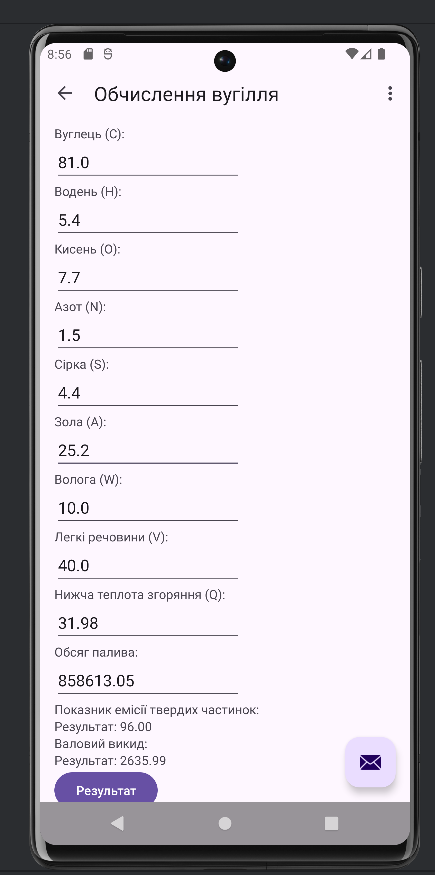 8:56
Обчислення вугілля
Вуглець (C):
81.0
Водень (H):
5.4
Кисень (O):
7.7
Азот (N):
1.5
Сірка (S):
4.4
Зола (A):
25.2
Волога (W):
10.0
Легкі речовини (V):
40.0
Нижча теплота згоряння (Q):
31.98
Обсяг палива:
858613.05
Показник емісії твердих частинок:
Результат: 96.00
Валовий викид:
Результат: 2635.99
Результат